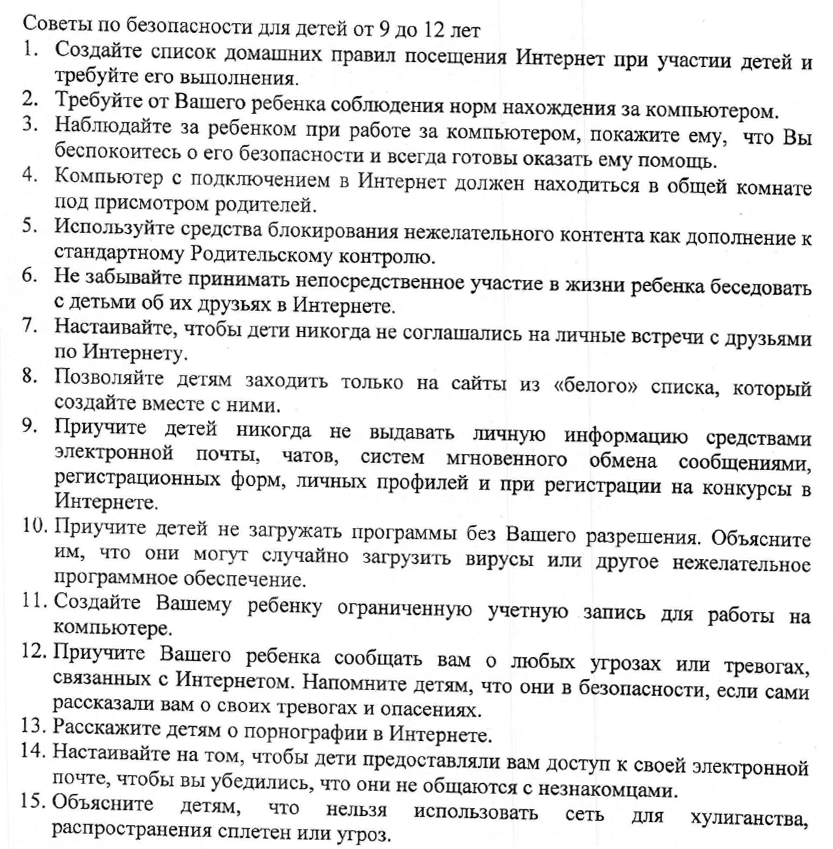 Советы по безопасности для детей от 9 до 12 лет
1. Создайте список домашних правил посещения Интернет при участии детей и
требуйте его выполнения.
2. Требуйте от Вашего ребенка соблюдения норм нахождения за компьютером.
3. Наблюдайте за ребенком при работе за компьютером, покажите ему, что Вы
беспокоитесь о его безопасности и всегда готовы оказать ему помощь.
4. Компьютер с подключением в Интернет должен находиться в общей комнате
под присмотром родителей.
5. Используйте средства блокирования нежелательного контента как дополнение к
стандартному Родительскому контролю.
6. Не забывайте принимать непосредственное участие в жизни ребенка беседовать
с детьми об их друзьях в Интернете.
7. Настаивайте, чтобы дети никогда не соглашались на личные встречи с друзьями
по Интернету.
8. Позволяйте детям заходить только на сайты из «белого» списка, который
создайте вместе с ними.
9. Приучите детей никогда не выдавать личную информацию средствами
электронной почты, чатов, систем мгновенного обмена сообщениями,
регистрационных форм, личных профилей и при регистрации на конкурсы в
Интернете.
10. Приучите детей не загружать программы без Вашего разрешения. Объясните
им, что они могут случайно загрузить вирусы или другое нежелательное
программное обеспечение.
11. Создайте Вашему ребенку ограниченную учетную запись для работы на
компьютере.
12. Приучите Вашего ребенка сообщать вам о любых угрозах или тревогах,
связанных с Интернетом. Напомните детям, что они в безопасности, если сами
рассказали вам о своих тревогах и опасениях.
13. Расскажите детям о порнографии в Интернете.
14. Настаивайте на том, чтобы дети предоставляли вам доступ к своей электронной
почте, чтобы вы убедились, что они не общаются с незнакомцами.
15. Объясните детям, что нельзя использовать сеть для хулиганства,
распространения сплетен или угроз.